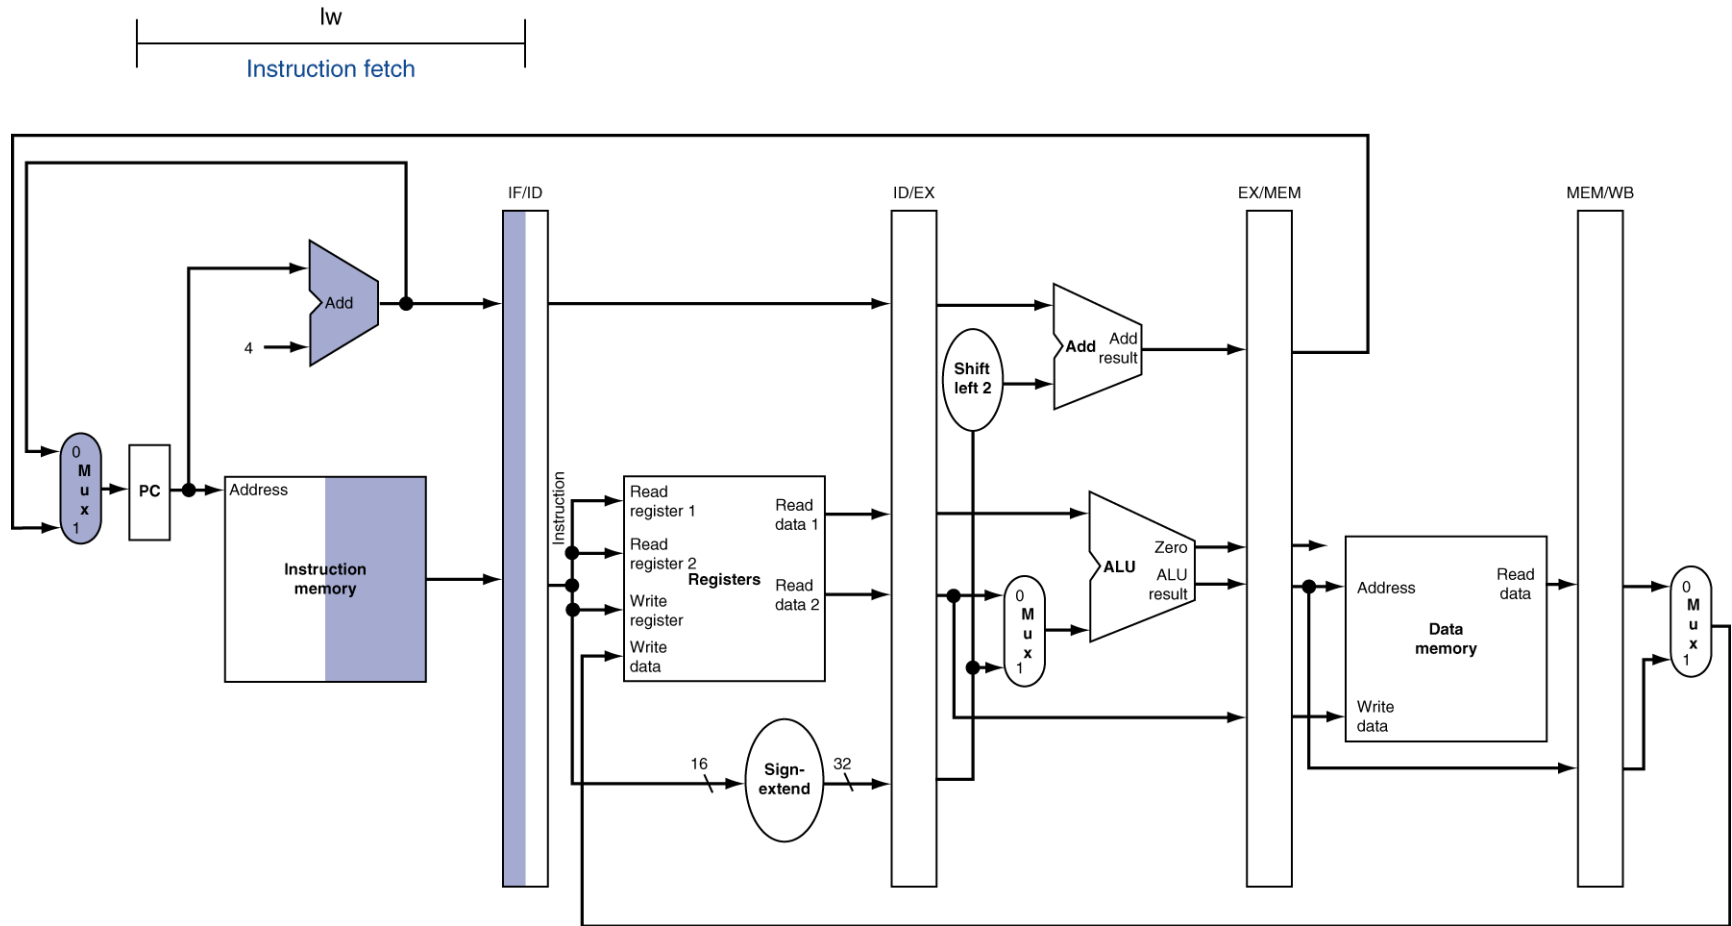 lw
Instruction fetch
IF/ID
ID/EX
EX/MEM
MEM/WB
Add
4
Add
Add
result
Shift
left 2
0
M
u
x
1
PC
Address
Instruction
memory
Instruction
Read
register 1
Read
register 2
Write
register
Write
data
Registers
Read
data 1
Read
data 2
16
Sign-
extend
32
0
M
u
x
1
ALU
Zero
ALU
result
Address
Read
data
Data
memory
Write
data
0
M
u
x
1